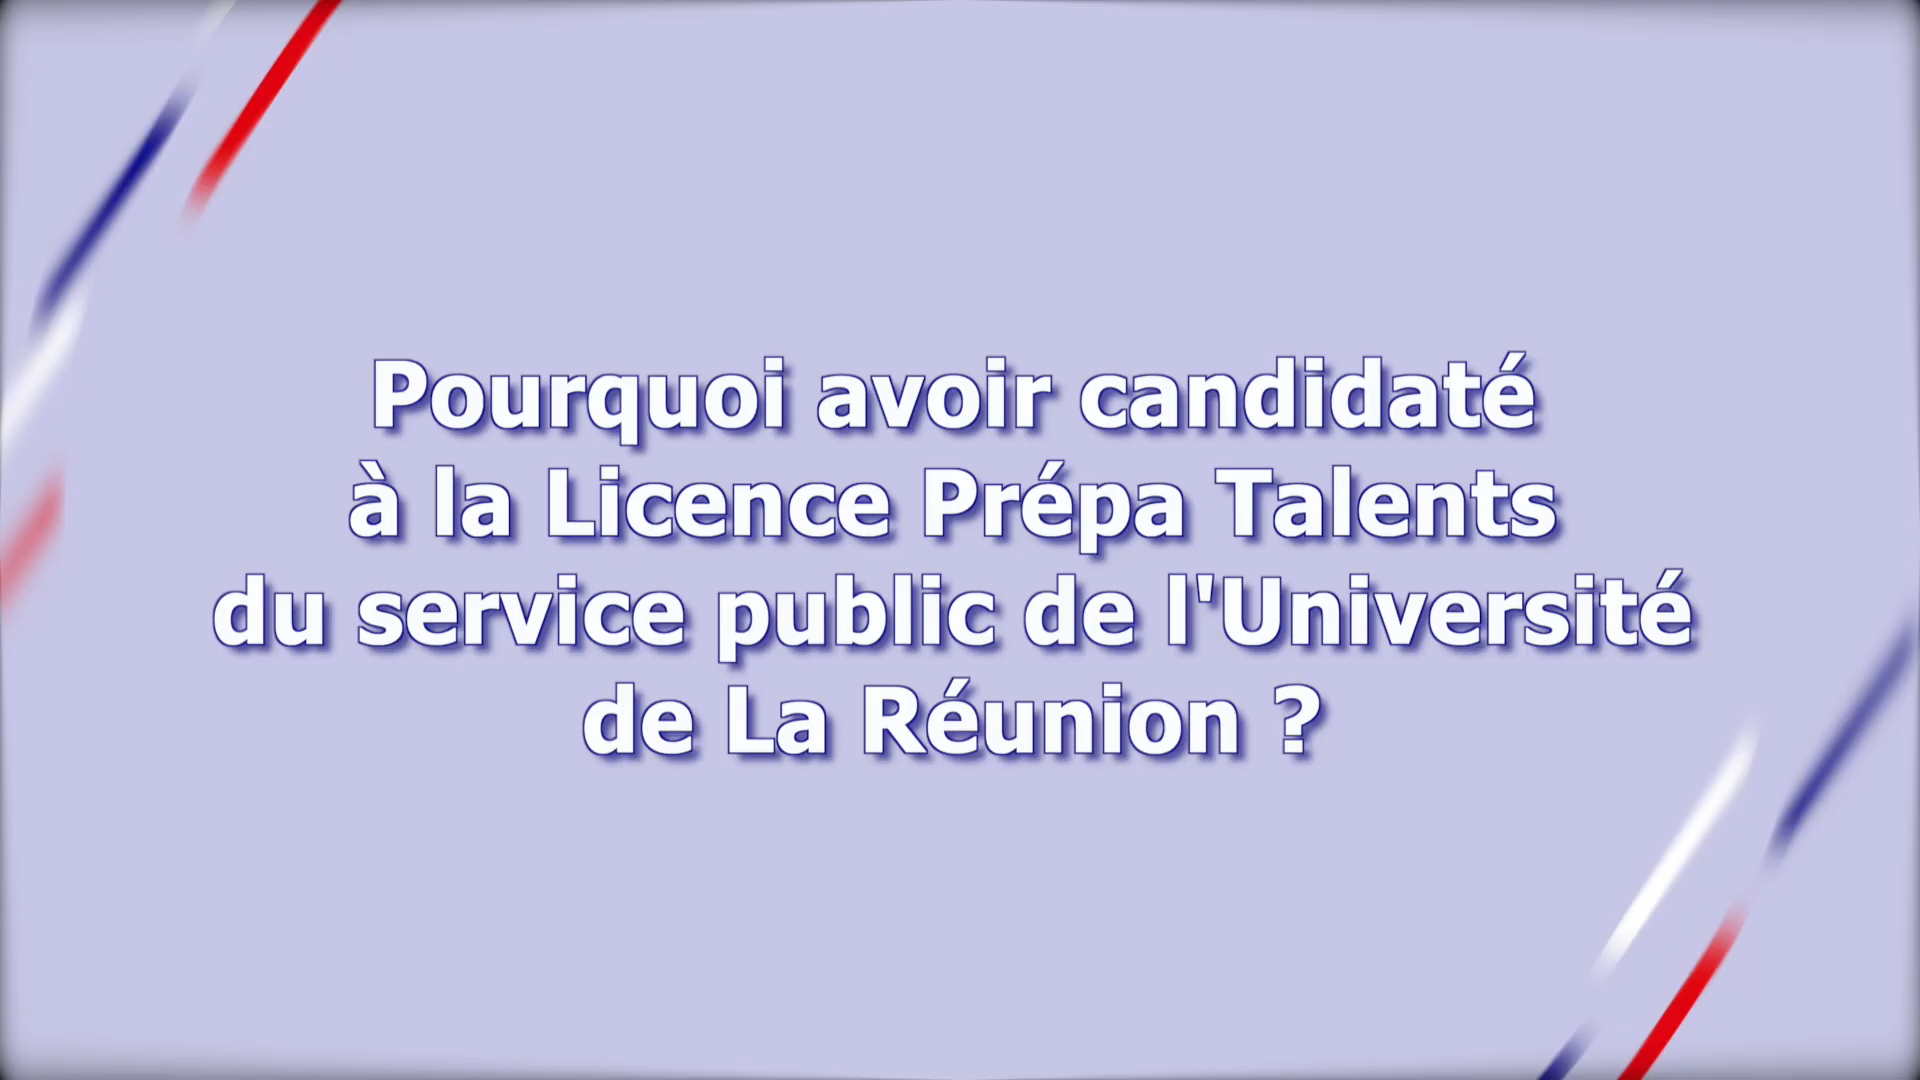 Pourquoi avoir candidaté
à la Licence Prépa Talents
du service public de l'Université
de La Réunion ?